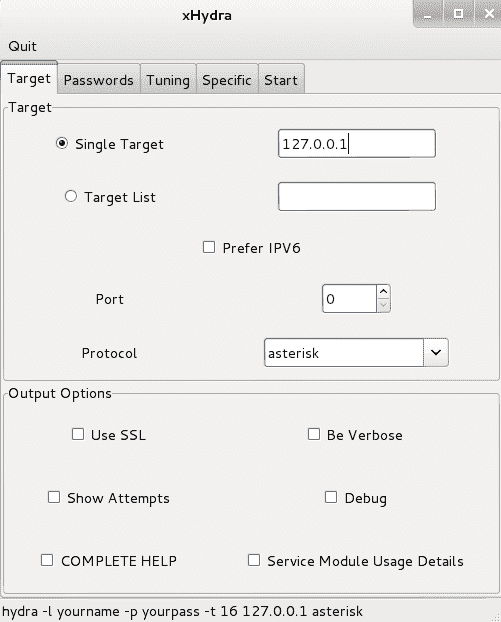 xHydra
Quit
Target Passwords Tuning Specific Start
Target
Single Target 127.0.0.1
Target List
Prefer IPV6
Port 0
Protocol asterisk
Output Options
Use SSL Be Verbose
Show Attempts Debug
COMPLETE HELP Service Module Usage Details
hydra -l yourname -p yourpass -t 16 127.0.0.1 asterisk